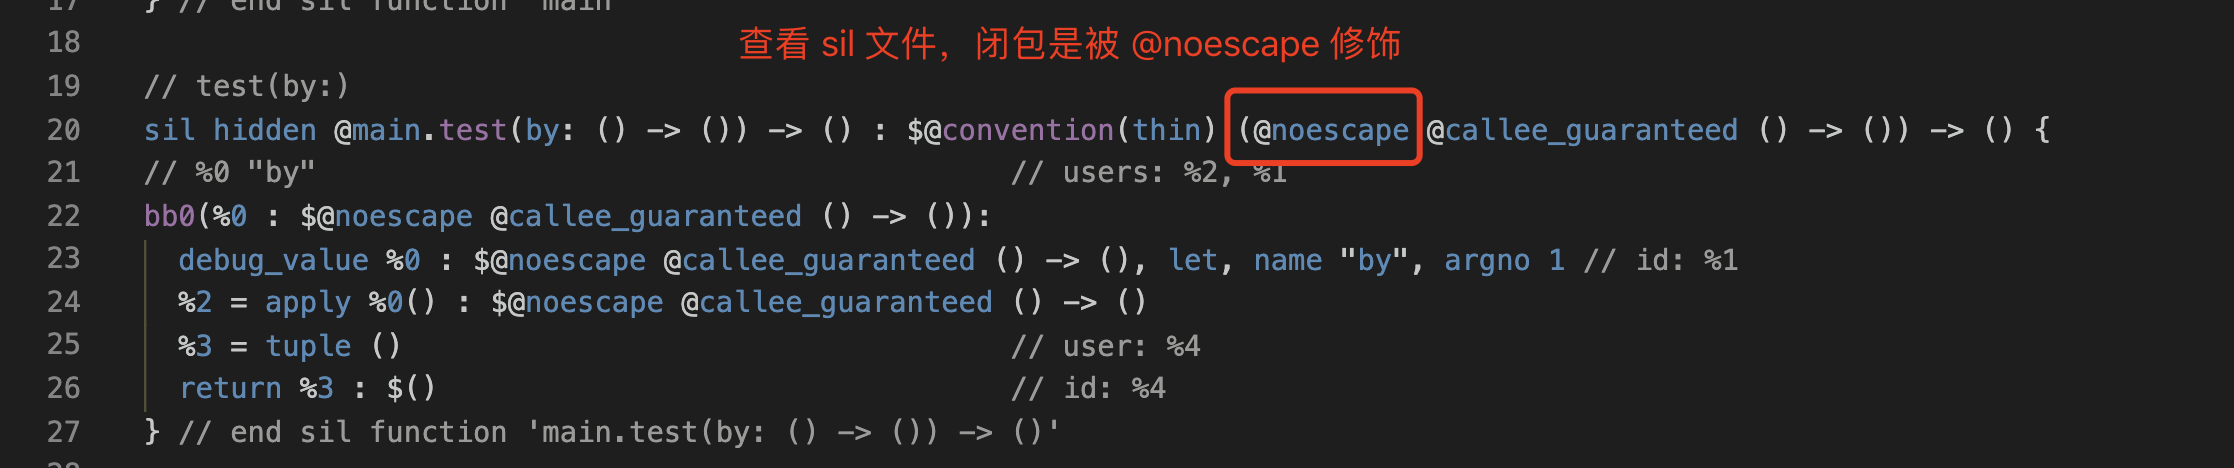 17 } // end sil function 'main'
18
查看 sil 文件，闭包是被 @noescape 修饰
19 // test(by:)
20 sil hidden @main.test(by: () -> ()) -> () : $@convention(thin) (@noescape @callee_guaranteed () -> ()) -> () {
21 // %0 "by" // users: %2, %1
22 bb0(%0 : $@noescape @callee_guaranteed () -> ()):
23 debug_value %0 : $@noescape @callee_guaranteed () -> (), let, name "by", argno 1 // id: %1
24 %2 = apply %0() : $@noescape @callee_guaranteed () -> ()
25 %3 = tuple () // user: %4
26 return %3 : $() // id: %4
27 } // end sil function 'main.test(by: () -> ()) -> ()'
28